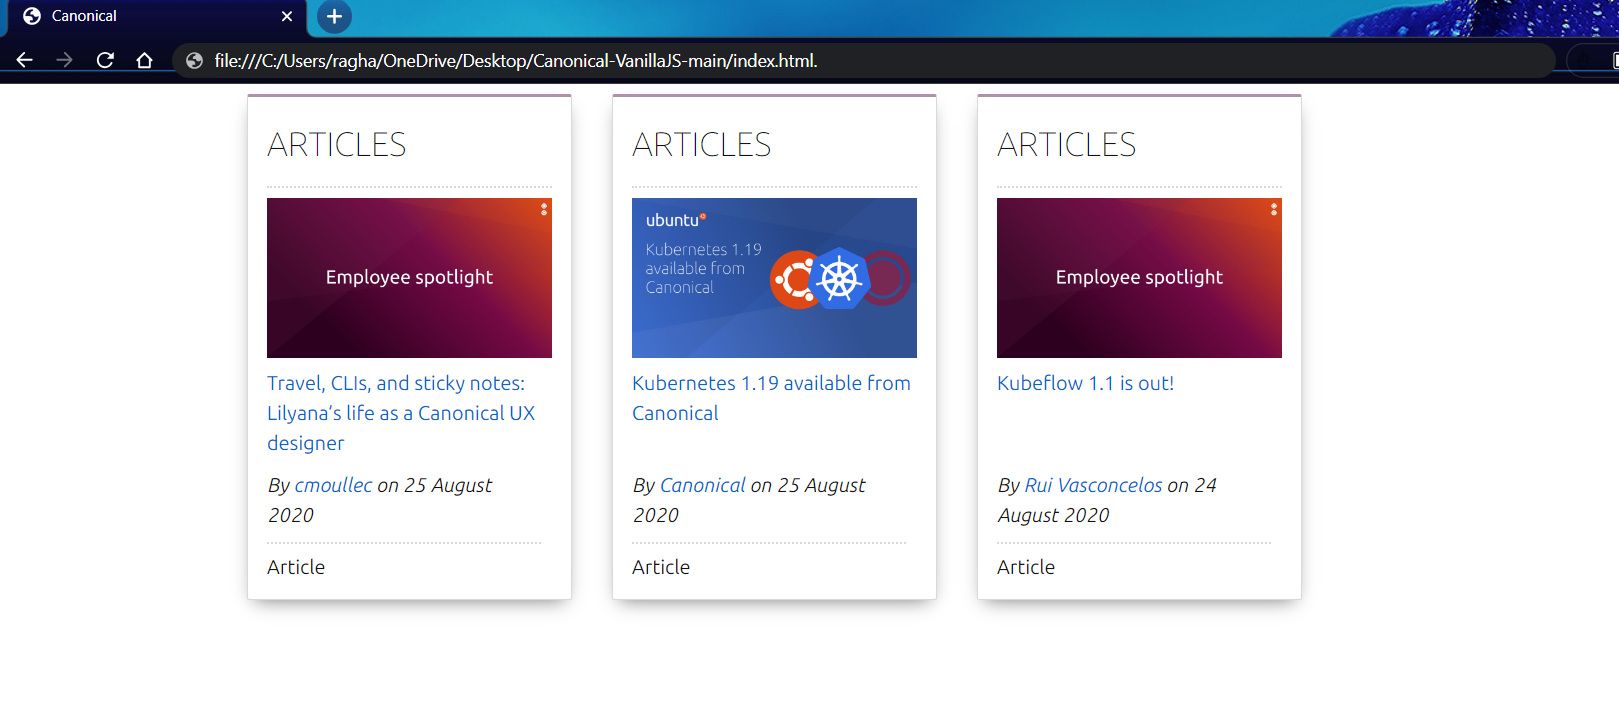 Canonical
file:///C:/Users/ragha/OneDrive/Desktop/Canonical-VanillaJS-main/index.html.
ARTICLES
Employee spotlight
Travel, CLIs, and sticky notes:
Lilyana’s life as a Canonical UX
designer
By cmoullec on 25 August
2020
Article
ARTICLES
ubuntu
Kubernetes 1.19
available from
Canonical
Kubernetes 1.19 available from
Canonical
By Canonical on 25 August
2020
Article
ARTICLES
Employee spotlight
Kubeflow 1.1 is out!
By Rui Vasconcelos on 24
August 2020
Article